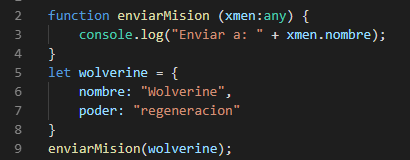 2 function enviarMision (xmen:any) {
3     console.log("Enviar a: " + xmen.nombre);
4 }
5 let wolverine = {
6     nombre: "Wolverine",
7     poder: "regeneracion"
8 }
9 enviarMision(wolverine);